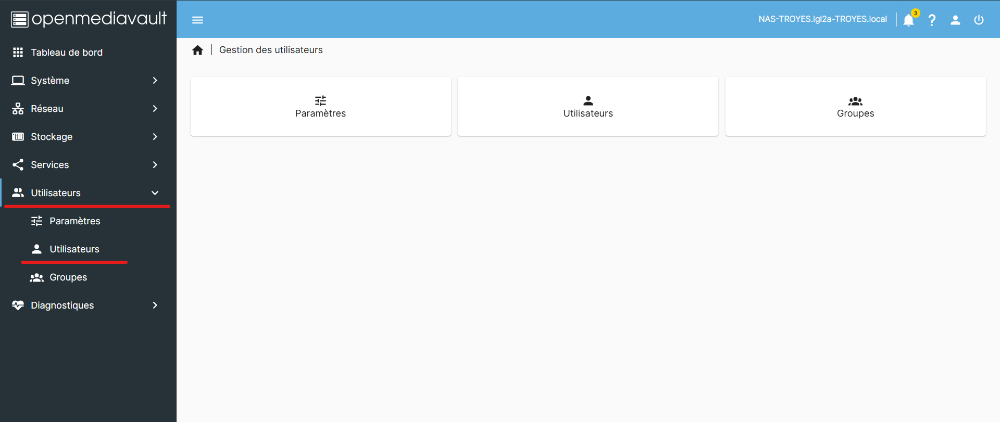 openmediavault
NAS-TROYES.lgi2a-TROYES.local
3
?
Tableau de bord
Système
Réseau
Stockage
Services
Utilisateurs
Paramètres
Utilisateurs
Groupes
Diagnostiques
Gestion des utilisateurs
Paramètres
Utilisateurs
Groupes